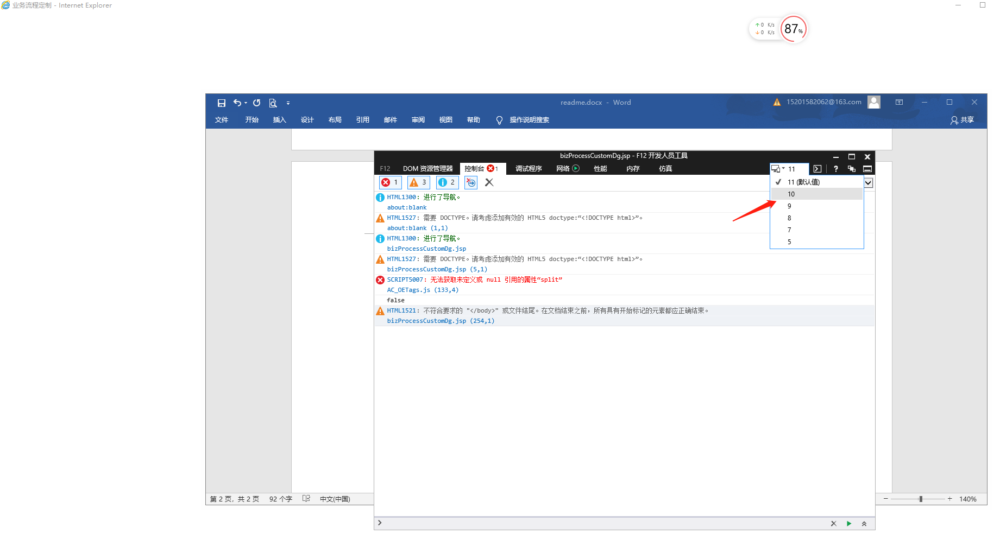 业务流程定制 - Internet Explorer
0 K/s
0 K/s
87%
readme.docx - Word
15201582062@163.com
文件 开始 插入 设计 布局 引用 邮件 审阅 视图 帮助 操作说明搜索 共享
bizProcessCustomDg.jsp - F12 开发人员工具
F12 DOM 资源管理器 控制台 1 调试程序 网络 性能 内存 仿真 11 ?
1 3 2
11 (默认值)
10
9
8
7
5
HTML1300: 进行了导航。
about:blank
HTML1527: 需要 DOCTYPE。请考虑添加有效的 HTML5 doctype:“<!DOCTYPE html>”。
about:blank (1,1)
HTML1300: 进行了导航。
bizProcessCustomDg.jsp
HTML1527: 需要 DOCTYPE。请考虑添加有效的 HTML5 doctype:“<!DOCTYPE html>”。
bizProcessCustomDg.jsp (5,1)
SCRIPT5007: 无法获取未定义或 null 引用的属性“split”
AC_OETags.js (133,4)
false
HTML1521: 不符合要求的 "</body>" 或文件结尾。在文档结束之前，所有具有开始标记的元素都应正确结束。
bizProcessCustomDg.jsp (254,1)
第 2 页，共 2 页 92 个字 中文(中国) 140%